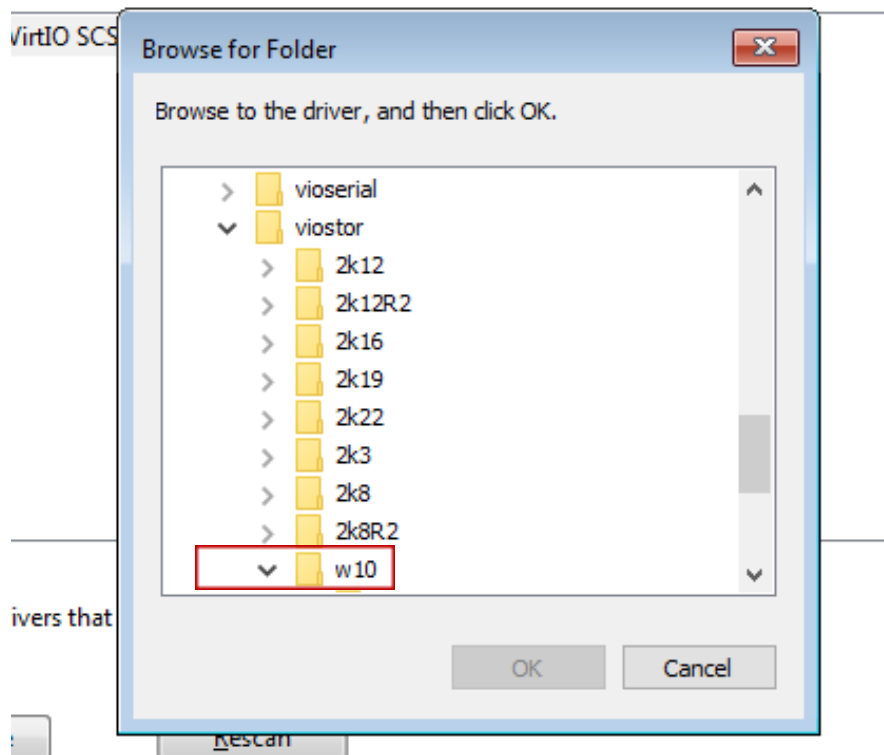 VirtIO SCS
Browse for Folder
Browse to the driver, and then click OK.
vioserial
viostor
2k12
2k12R2
2k16
2k19
2k22
2k3
2k8
2k8R2
w10
ivers that
OK
Cancel
Rescan